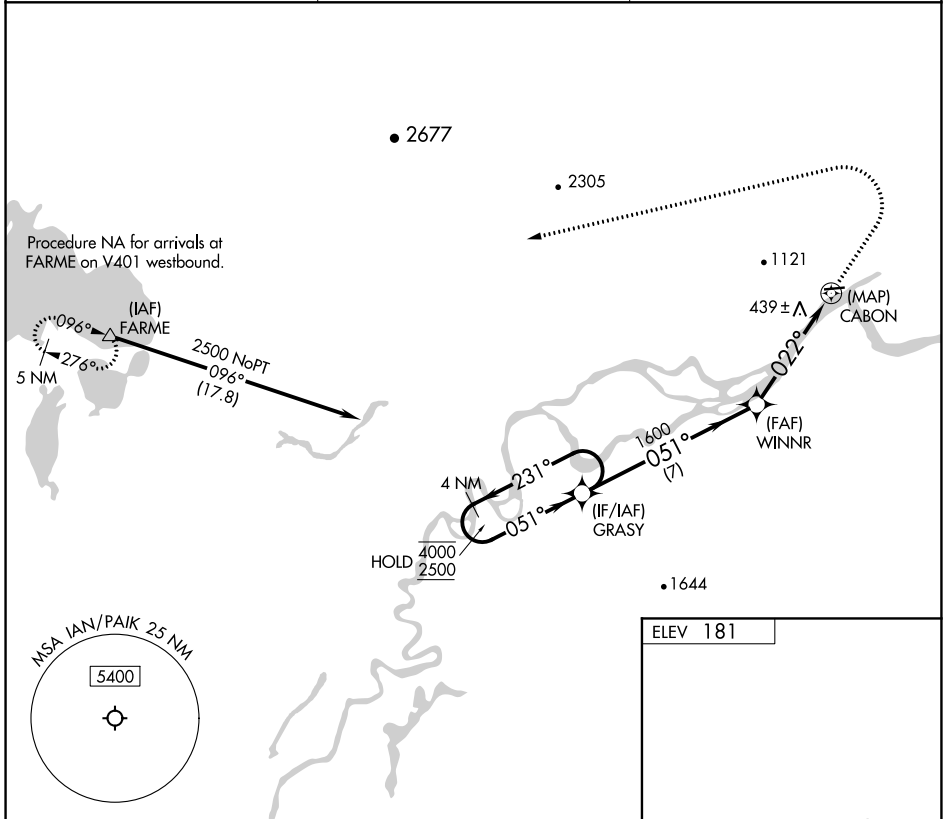 2677
2305
Procedure NA for arrivals at
FARME on V401 westbound.
1121
(IAF)
FARME
096°
276°
5 NM
2500 NoPT
096°
(17.8)
439 ±
(MAP)
CABON
022°
(FAF)
WINNR
1600
051°
(7)
4 NM
231°
051°
(IF/IAF)
GRASY
HOLD 4000
2500
1644
MSA IAN/PAIK 25 NM
5400
ELEV 181